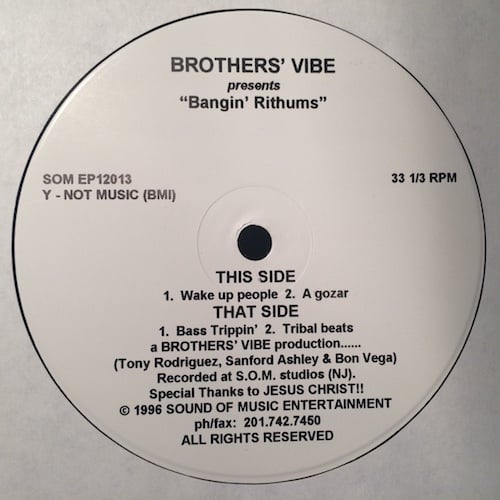 BROTHERS' VIBE
presents
"Bangin' Rithums"
SOM EP12013
Y - NOT MUSIC (BMI)
33 1/3 RPM
THIS SIDE
1. Wake up people 2. A gozar
THAT SIDE
1. Bass Trippin' 2. Tribal beats
a BROTHERS' VIBE production......
(Tony Rodriguez, Sanford Ashley & Bon Vega)
Recorded at S.O.M. studios (NJ).
Special Thanks to JESUS CHRIST!!
© 1996 SOUND OF MUSIC ENTERTAINMENT
ph/fax: 201.742.7450
ALL RIGHTS RESERVED